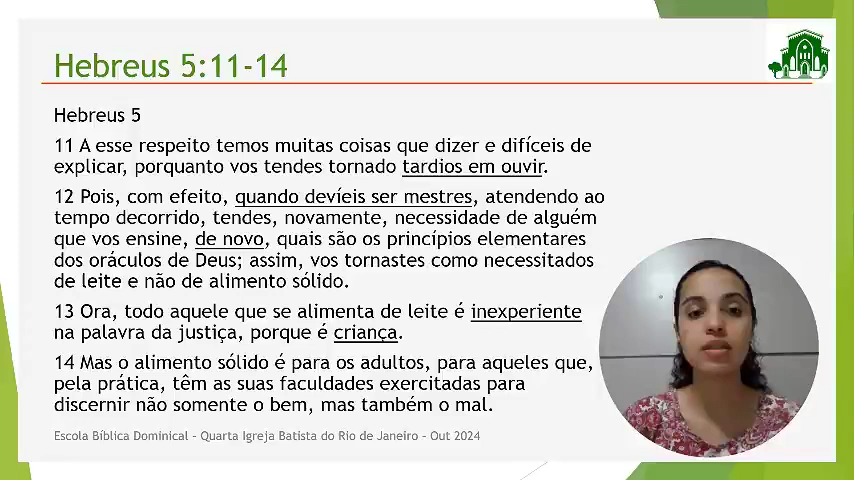 Hebreus 5:11-14
Hebreus 5
11 A esse respeito temos muitas coisas que dizer e difíceis de
explicar, porquanto vos tendes tornado tardios em ouvir.
12 Pois, com efeito, quando devíeis ser mestres, atendendo ao
tempo decorrido, tendes, novamente, necessidade de alguém
que vos ensine, de novo, quais são os princípios elementares
dos oráculos de Deus; assim, vos tornastes como necessitados
de leite e não de alimento sólido.
13 Ora, todo aquele que se alimenta de leite é inexperiente
na palavra da justiça, porque é criança.
14 Mas o alimento sólido é para os adultos, para aqueles que,
pela prática, têm as suas faculdades exercitadas para
discernir não somente o bem, mas também o mal.
Escola Bíblica Dominical – Quarta Igreja Batista do Rio de Janeiro – Out 2024